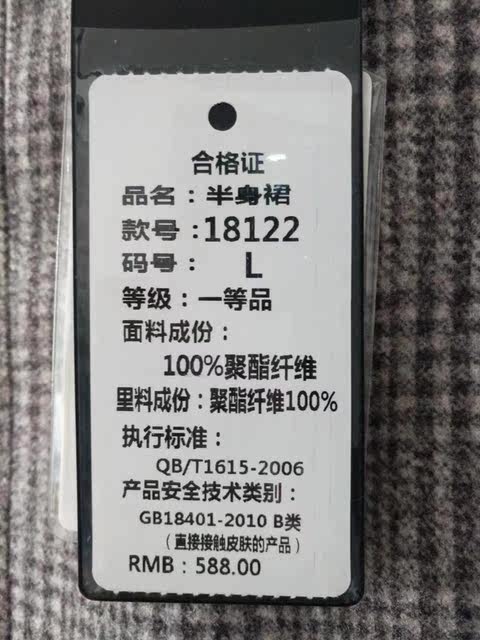 合格证
品名：半身裙
款号：18122
码号： L
等级：一等品
面料成份：
100%聚酯纤维
里料成份：聚酯纤维100%
执行标准：
QB/T1615-2006
产品安全技术类别：
GB18401-2010 B类
（直接接触皮肤的产品）
RMB：588.00